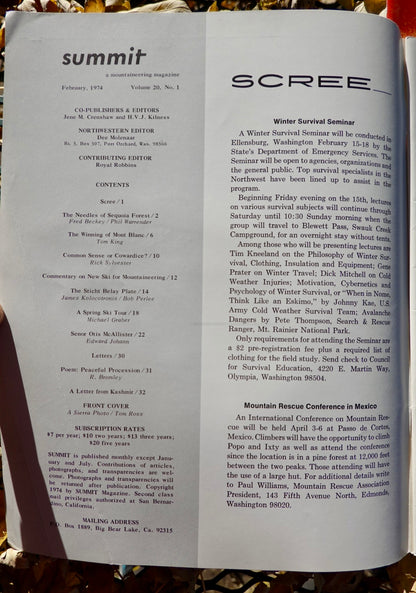 summit
a mountaineering magazine
February, 1974 Volume 20, No. 1
CO-PUBLISHERS & EDITORS
Jene M. Crenshaw and H.V.J. Kilness
NORTHWESTERN EDITOR
Dee Molenaar
Rt. 3, Box 307, Port Orchard, Was. 98366
CONTRIBUTING EDITOR
Royal Robbins
CONTENTS
Scree / 1
The Needles of Sequoia Forest / 2
Fred Beckey / Phil Warrender
The Winning of Mont Blanc / 6
Tom King
Common Sense or Cowardice? / 10
Rick Sylvester
Commentary on New Ski for Mountaineering / 12
The Sticht Belay Plate / 14
James Kolocotronis / Bob Perlee
A Spring Ski Tour / 18
Michael Graber
Senor Otis McAllister / 22
Edward Johann
Letters / 30
Poem: Peaceful Procession / 31
R. Bromley
A Letter from Kashmir / 32
FRONT COVER
A Sierra Photo / Tom Ross
SUBSCRIPTION RATES
$7 per year; $10 two years; $13 three years;
$20 five years
SUMMIT is published monthly except January
and July. Contributions of articles,
photographs, and transparencies are welcome.
Photographs and transparencies will
be returned after publication. Copyright
1974 by SUMMIT Magazine. Second class
mail privileges authorized at San Bernardino,
California.
MAILING ADDRESS
P.O. Box 1889, Big Bear Lake, Ca. 92315
SCREE
Winter Survival Seminar
A Winter Survival Seminar will be conducted in
Ellensburg, Washington February 15-18 by the
State's Department of Emergency Services. The
Seminar will be open to agencies, organizations and
the general public. Top survival specialists in the
Northwest have been lined up to assist in the
program.
Beginning Friday evening on the 15th, lectures
on various survival subjects will continue through
Saturday until 10:30 Sunday morning when the
group will travel to Blewett Pass, Swauk Creek
Campground, for an overnight stay without tents.
Among those who will be presenting lectures are
Tim Kneeland on the Philosophy of Winter Survival,
Clothing, Insulation and Equipment; Gene
Prater on Winter Travel; Dick Mitchell on Cold
Weather Injuries; Motivation, Cybernetics and
Psychology of Winter Survival, or "When in Nome,
Think Like an Eskimo," by Johnny Kae, U.S.
Army Cold Weather Survival Team; Avalanche
Dangers by Pete Thompson, Search & Rescue
Ranger, Mt. Rainier National Park.
Only requirements for attending the Seminar are
a $2 pre-registration fee plus a required list of
clothing for the field study. Send check to Council
for Survival Education, 4220 E. Martin Way,
Olympia, Washington 98504.
Mountain Rescue Conference in Mexico
An International Conference on Mountain Rescue
will be held April 3-6 at Passo de Cortes,
Mexico. Climbers will have the opportunity to climb
Popo and Ixty as well as attend the conference
since the location is in a pine forest at 12,000 feet
between the two peaks. Those attending will have
the use of a large hut. For additional details write
to Paul Williams, Mountain Rescue Association
President, 143 Fifth Avenue North, Edmonds,
Washington 98020.